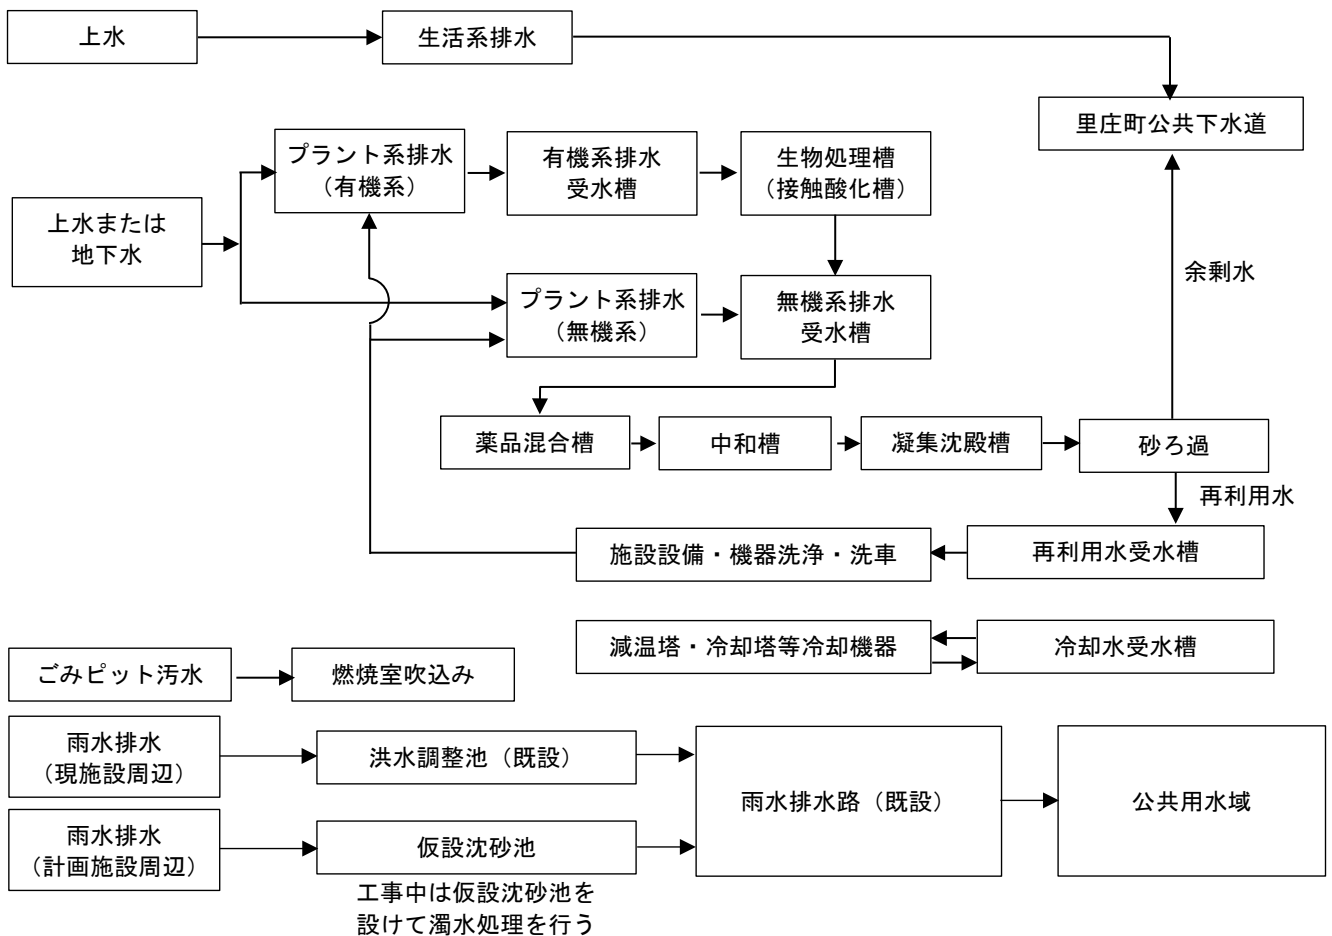 上水
生活系排水
里庄町公共下水道
プラント系排水
（有機系）
有機系排水
受水槽
生物処理槽
（接触酸化槽）
上水または
地下水
余剰水
プラント系排水
（無機系）
無機系排水
受水槽
薬品混合槽
中和槽
凝集沈殿槽
砂ろ過
再利用水
施設設備・機器洗浄・洗車
再利用水受水槽
減温塔・冷却塔等冷却機器
冷却水受水槽
ごみピット汚水
燃焼室吹込み
雨水排水
（現施設周辺）
洪水調整池（既設）
雨水排水路（既設）
公共用水域
雨水排水
（計画施設周辺）
仮設沈砂池
工事中は仮設沈砂池を
設けて濁水処理を行う